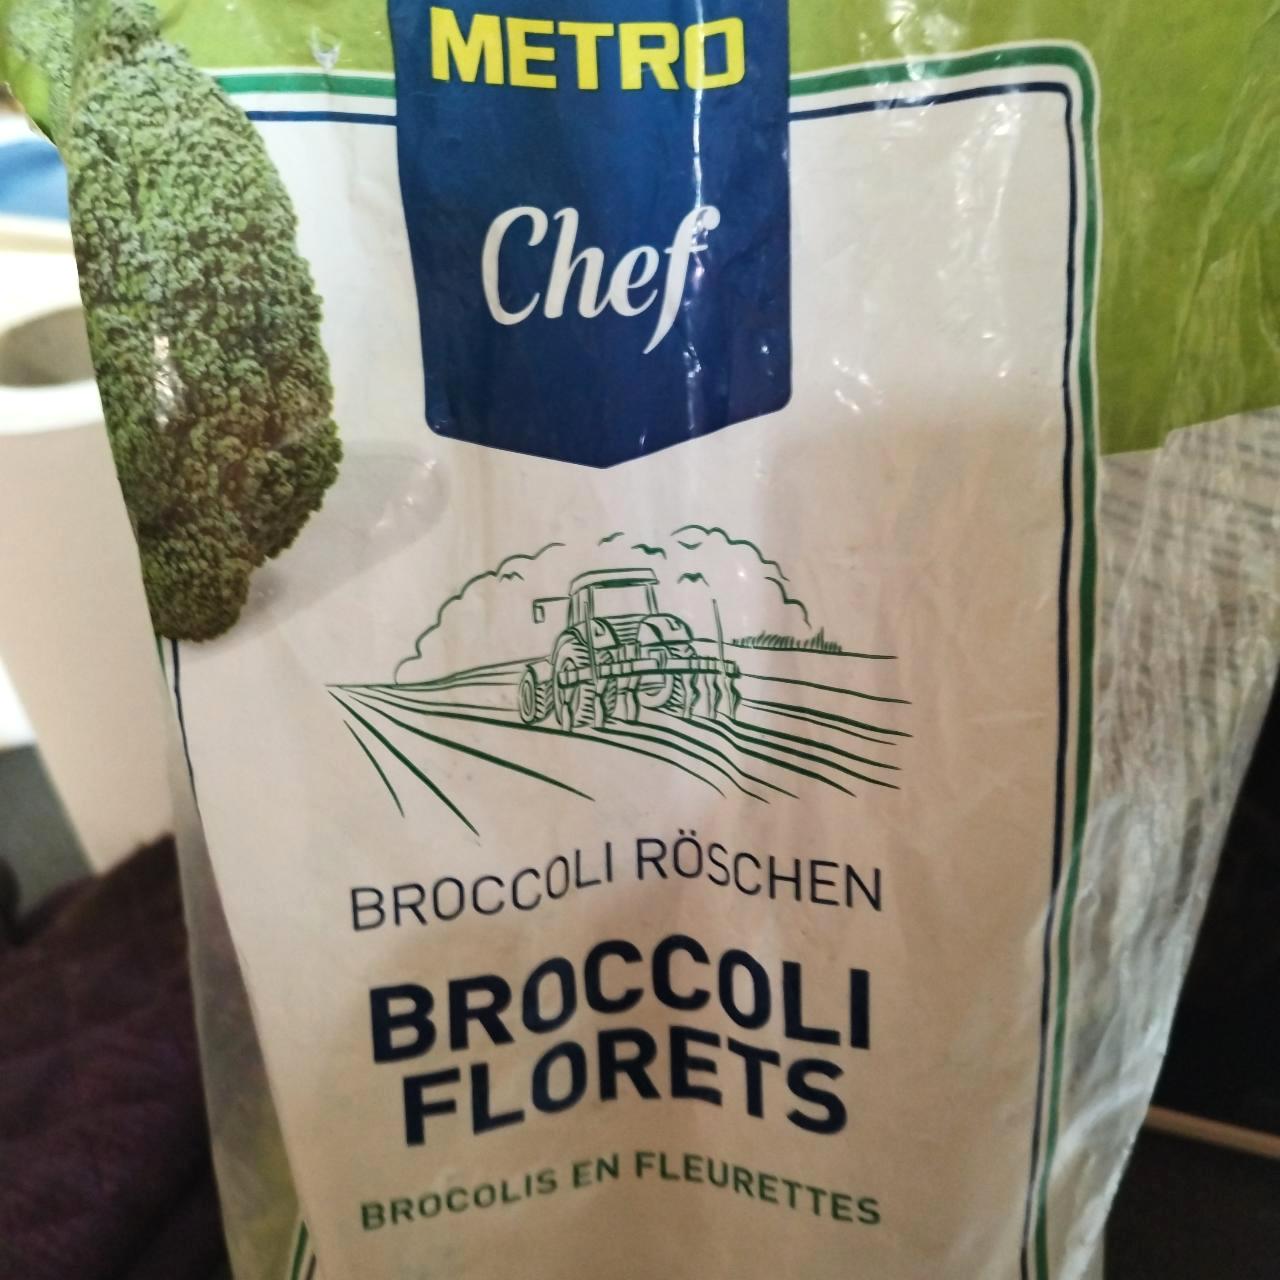 METRO
Chef
BROCCOLI RÖSCHEN
BROCCOLI
FLORETS
BROCOLIS EN FLEURETTES